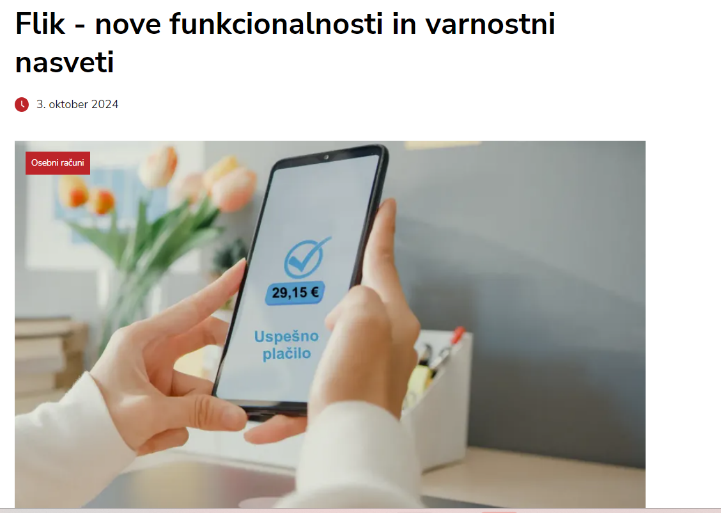 Flik - nove funkcionalnosti in varnostni
nasveti
3. oktober 2024
Osebni računi
29,15 €
Uspešno
plačilo